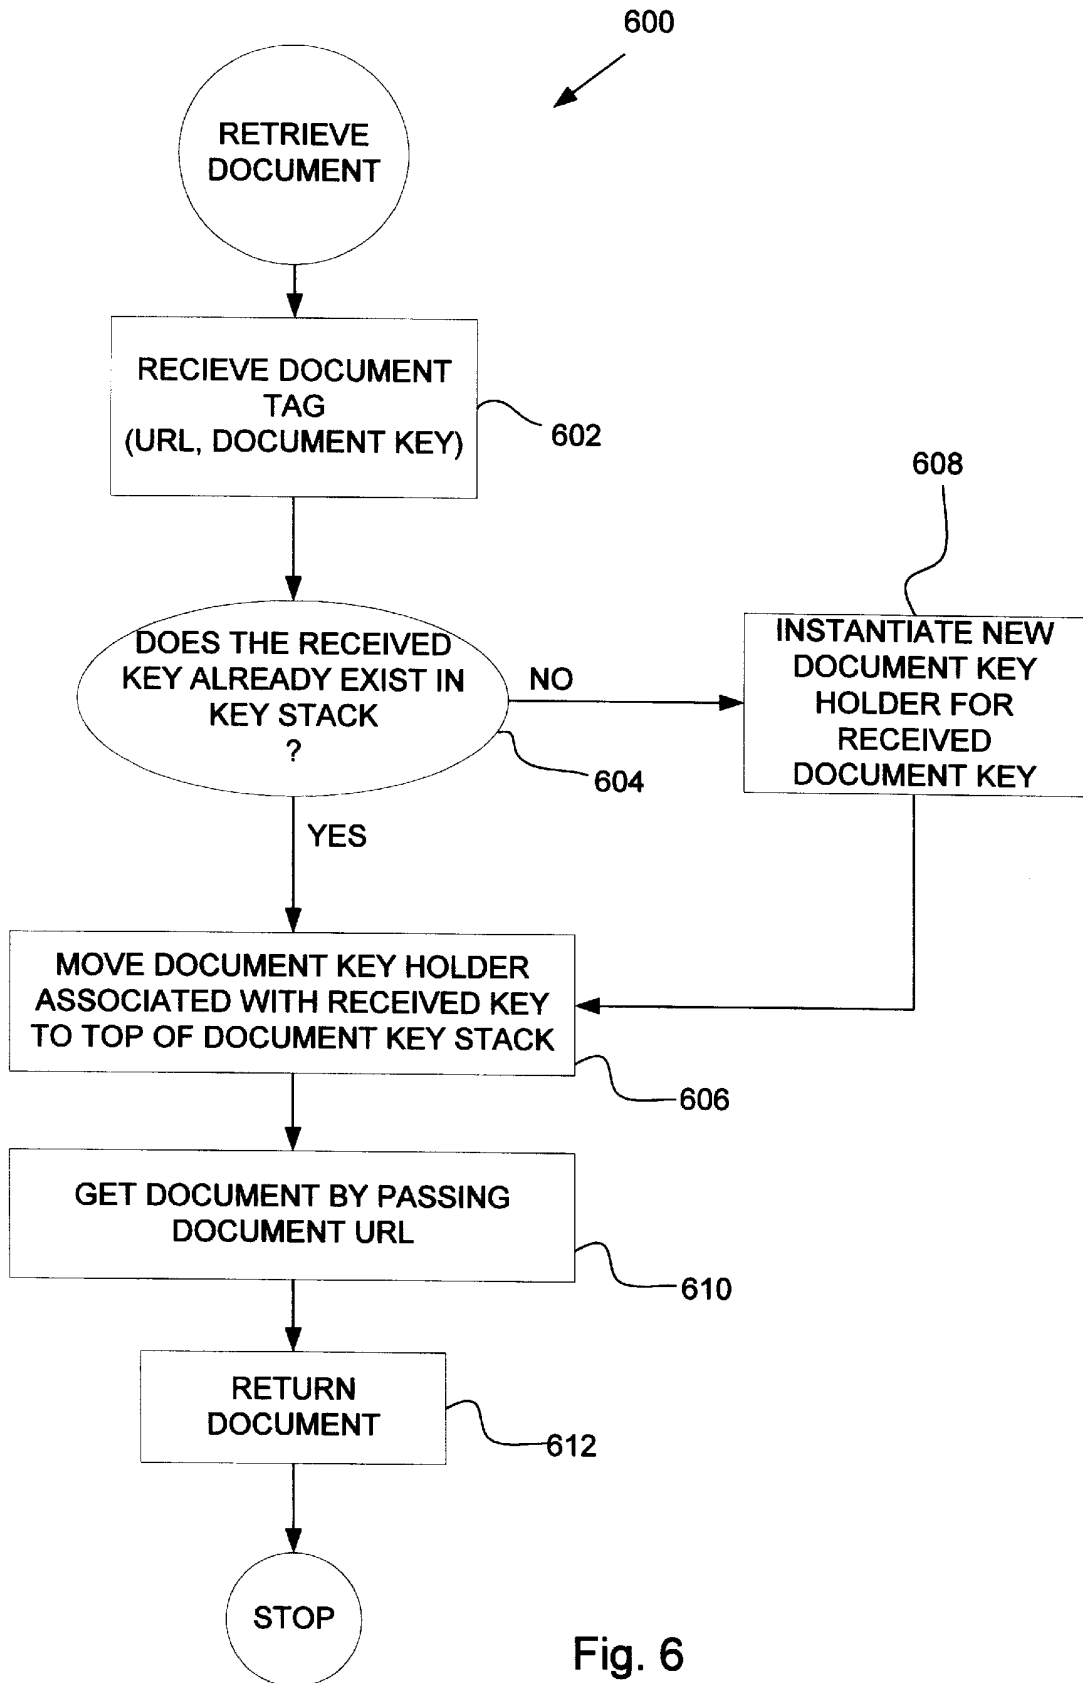 600
RETRIEVE
DOCUMENT
RECIEVE DOCUMENT
TAG
(URL, DOCUMENT KEY)
602
608
DOES THE RECEIVED
KEY ALREADY EXIST IN
KEY STACK
?
NO
604
INSTANTIATE NEW
DOCUMENT KEY
HOLDER FOR
RECEIVED
DOCUMENT KEY
YES
MOVE DOCUMENT KEY HOLDER
ASSOCIATED WITH RECEIVED KEY
TO TOP OF DOCUMENT KEY STACK
606
GET DOCUMENT BY PASSING
DOCUMENT URL
610
RETURN
DOCUMENT
612
STOP
Fig. 6